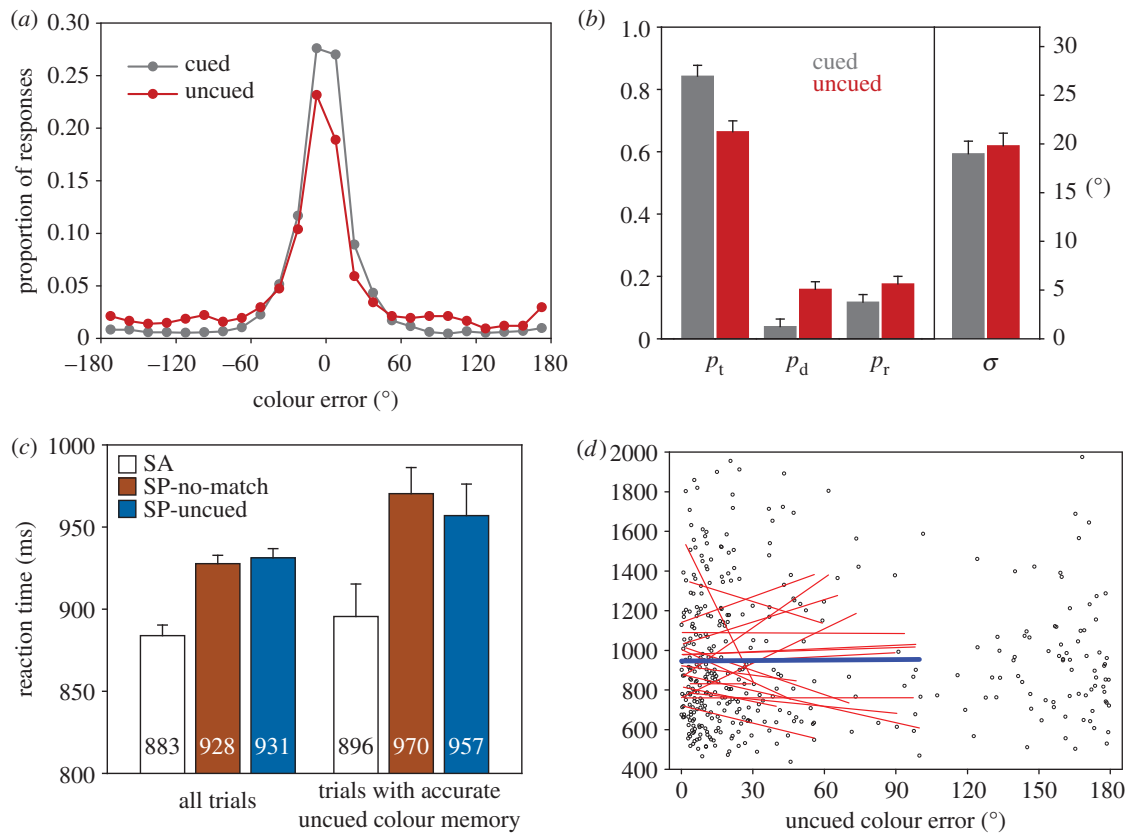 (a)
0.30
0.25
0.20
0.15
0.10
0.05
0
proportion of responses
cued
uncued
−180 −120 −60 0 60 120 180
colour error (°)
(b)
1.0
0.8
0.6
0.4
0.2
0
cued
uncued
30
25
20
15
10
5
0
(°)
pt pd pr σ
(c)
1000
950
900
850
800
reaction time (ms)
SA
SP-no-match
SP-uncued
883 928 931 896 970 957
all trials
trials with accurate
uncued colour memory
(d)
2000
1800
1600
1400
1200
1000
800
600
400
0 30 60 90 120 150 180
uncued colour error (°)